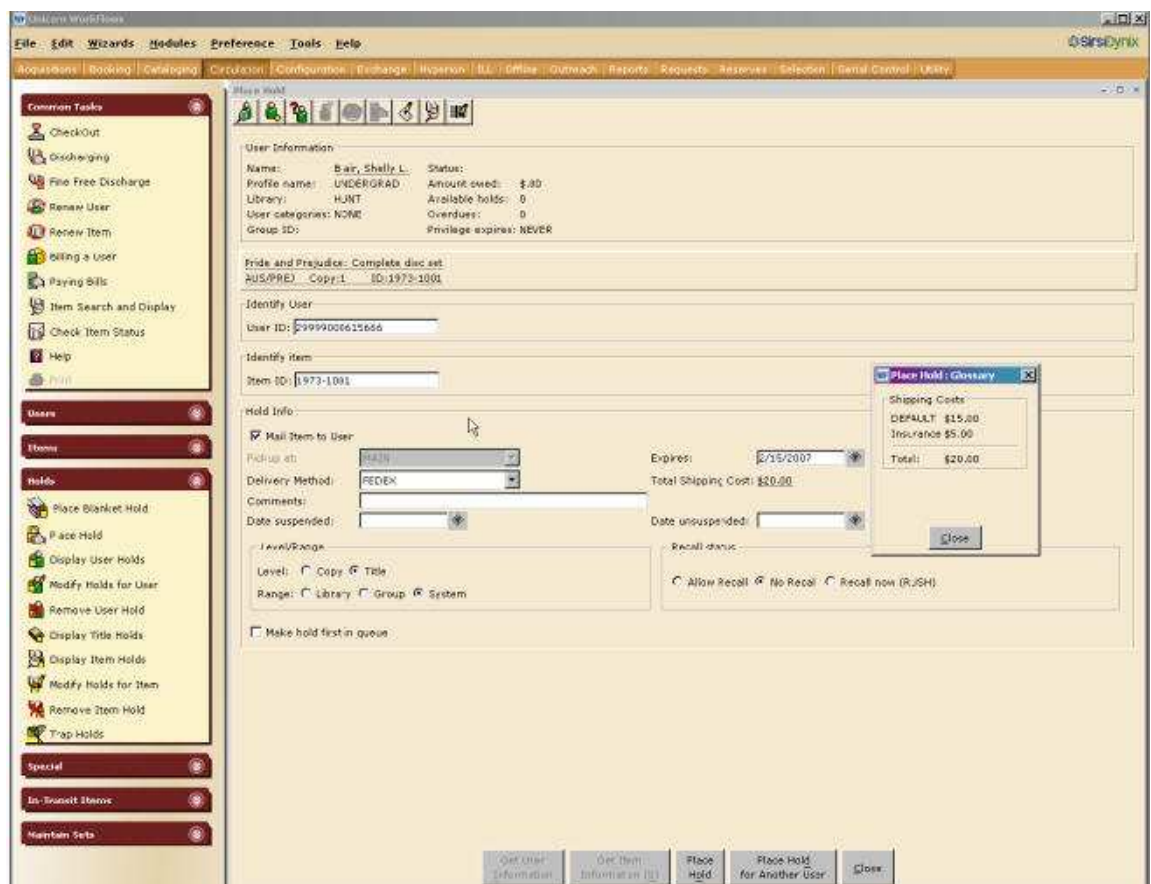 Unicorn WorkFlows
File Edit Wizards Modules Preference Tools Help
SirsiDynix
Acquisitions Booking Cataloging Circulation Configuration Exchange Hyperion ILL Offline Outreach Reports Requests Reserves Selection Serial Control Utility
Common Tasks
CheckOut
Discharging
Fine Free Discharge
Renew User
Renew Item
Billing a User
Paying Bills
Item Search and Display
Check Item Status
Help
Print
Users
Items
Holds
Place Blanket Hold
Place Hold
Display User Holds
Modify Holds for User
Remove User Hold
Display Title Holds
Display Item Holds
Modify Holds for Item
Remove Item Hold
Trap Holds
Special
In-Transit Items
Maintain Sets
Place Hold
User Information
Name: Blair, Shelly L. Status:
Profile name: UNDERGRAD Amount owed: $.00
Library: HUNT Available holds: 0
User categories: NONE Overdues: 0
Group ID: Privilege expires: NEVER
Pride and Prejudice: Complete disc set
AUS/PREJ Copy:1 ID:1973-1001
Identify User
User ID: 29999000615666
Identify item
Item ID: 1973-1001
Hold Info
Mail Item to User
Pickup at: MAIN Expires: 2/15/2007
Delivery Method: FEDEX Total Shipping Cost: $20.00
Comments:
Date suspended: Date unsuspended:
Level/Range
Level: Copy Title
Range: Library Group System
Recall status
Allow Recall No Recall Recall now (RUSH)
Make hold first in queue
Place Hold : Glossary
Shipping Costs
DEFAULT $15.00
Insurance $5.00
Total: $20.00
Close
Get User Information
Get Item Information
Place Hold
Place Hold for Another User
Close